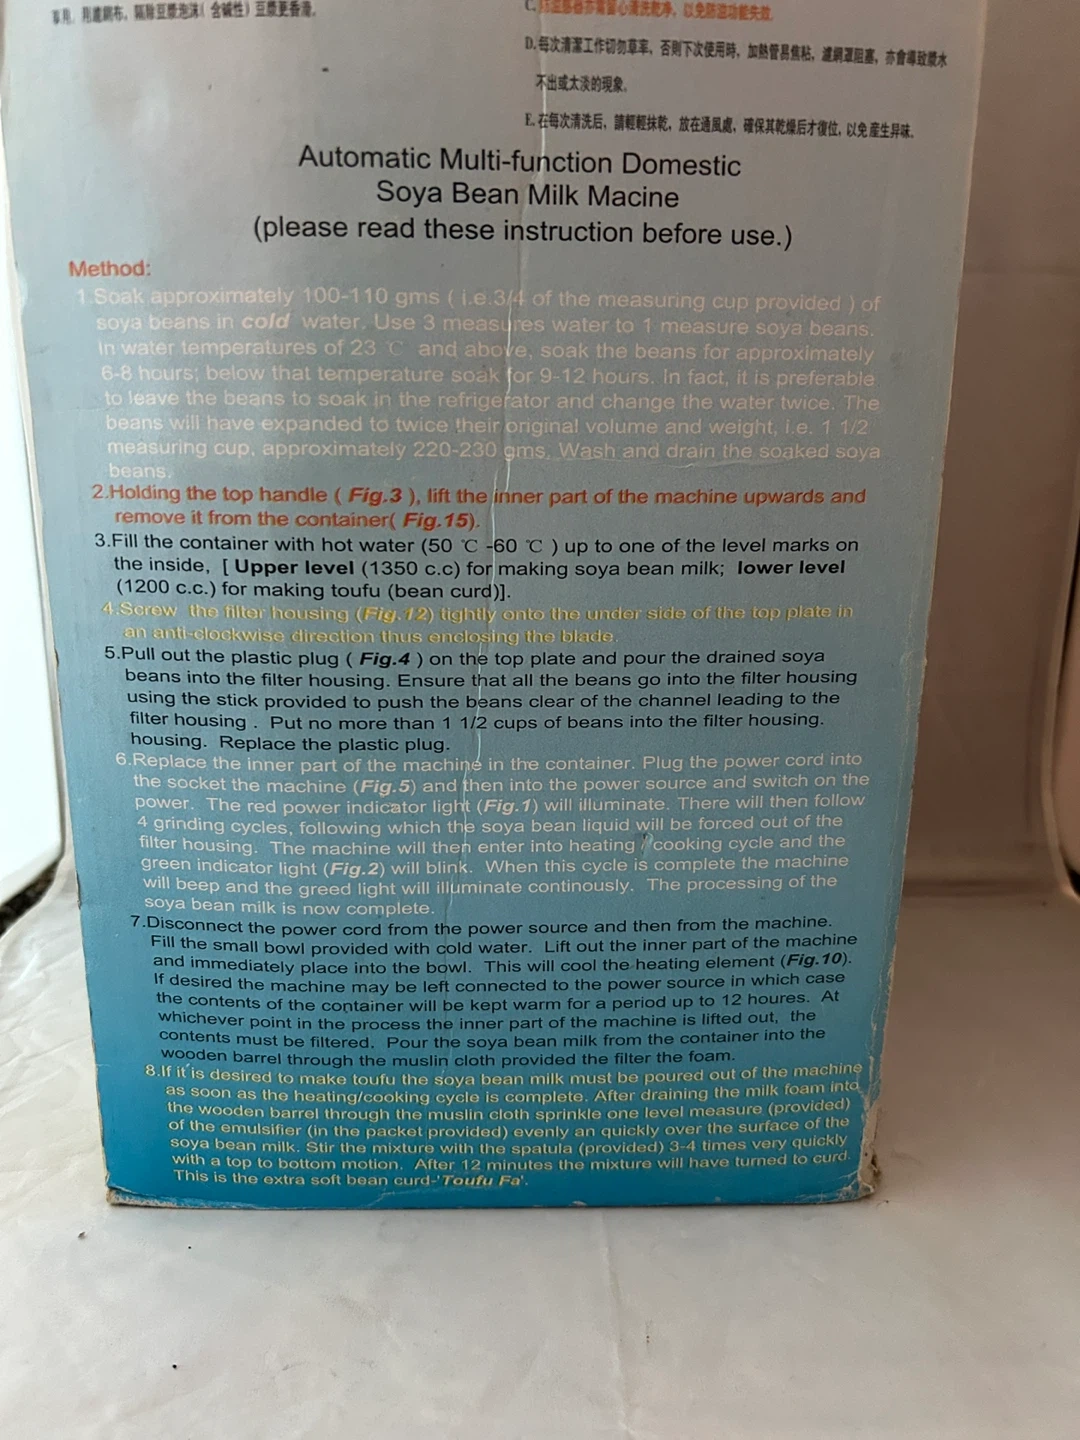 用濾網布, 隔除豆漿泡沫( 含鹹性) 豆漿更香滑.
以免防溢功能失效.
D.每次清潔工作切勿草率, 否則下次使用時, 加熱管易焦粘, 濾網罩阻塞, 亦會導致漿水
不出或太淡的現象.
E.在每次清洗后, 請輕輕抹乾, 放在通風處, 確保其乾燥后才復位, 以免產生异味.
Automatic Multi-function Domestic
Soya Bean Milk Macine
(please read these instruction before use.)
Method:
1.Soak approximately 100-110 gms ( i.e.3/4 of the measuring cup provided ) of
soya beans in cold water. Use 3 measures water to 1 measure soya beans.
In water temperatures of 23 ℃ and above, soak the beans for approximately
6-8 hours; below that temperature soak for 9-12 hours. In fact, it is preferable
to leave the beans to soak in the refrigerator and change the water twice. The
beans will have expanded to twice their original volume and weight, i.e. 1 1/2
measuring cup, approximately 220-230 gms. Wash and drain the soaked soya
beans.
2.Holding the top handle ( Fig.3 ), lift the inner part of the machine upwards and
remove it from the container( Fig.15).
3.Fill the container with hot water (50 ℃ -60 ℃ ) up to one of the level marks on
the inside, [ Upper level (1350 c.c) for making soya bean milk; lower level
(1200 c.c.) for making toufu (bean curd)].
4.Screw the filter housing (Fig.12) tightly onto the under side of the top plate in
an anti-clockwise direction thus enclosing the blade.
5.Pull out the plastic plug ( Fig.4 ) on the top plate and pour the drained soya
beans into the filter housing. Ensure that all the beans go into the filter housing
using the stick provided to push the beans clear of the channel leading to the
filter housing . Put no more than 1 1/2 cups of beans into the filter housing.
housing. Replace the plastic plug.
6.Replace the inner part of the machine in the container. Plug the power cord into
the socket the machine (Fig.5) and then into the power source and switch on the
power. The red power indicator light (Fig.1) will illuminate. There will then follow
4 grinding cycles, following which the soya bean liquid will be forced out of the
filter housing. The machine will then enter into heating / cooking cycle and the
green indicator light (Fig.2) will blink. When this cycle is complete the machine
will beep and the greed light will illuminate continously. The processing of the
soya bean milk is now complete.
7.Disconnect the power cord from the power source and then from the machine.
Fill the small bowl provided with cold water. Lift out the inner part of the machine
and immediately place into the bowl. This will cool the heating element (Fig.10).
If desired the machine may be left connected to the power source in which case
the contents of the container will be kept warm for a period up to 12 houres. At
whichever point in the process the inner part of the machine is lifted out, the
contents must be filtered. Pour the soya bean milk from the container into the
wooden barrel through the muslin cloth provided the filter the foam.
8.If it is desired to make toufu the soya bean milk must be poured out of the machine
as soon as the heating/cooking cycle is complete. After draining the milk foam into
the wooden barrel through the muslin cloth sprinkle one level measure (provided)
of the emulsifier (in the packet provided) evenly an quickly over the surface of the
soya bean milk. Stir the mixture with the spatula (provided) 3-4 times very quickly
with a top to bottom motion. After 12 minutes the mixture will have turned to curd.
This is the extra soft bean curd-'Toufu Fa'.